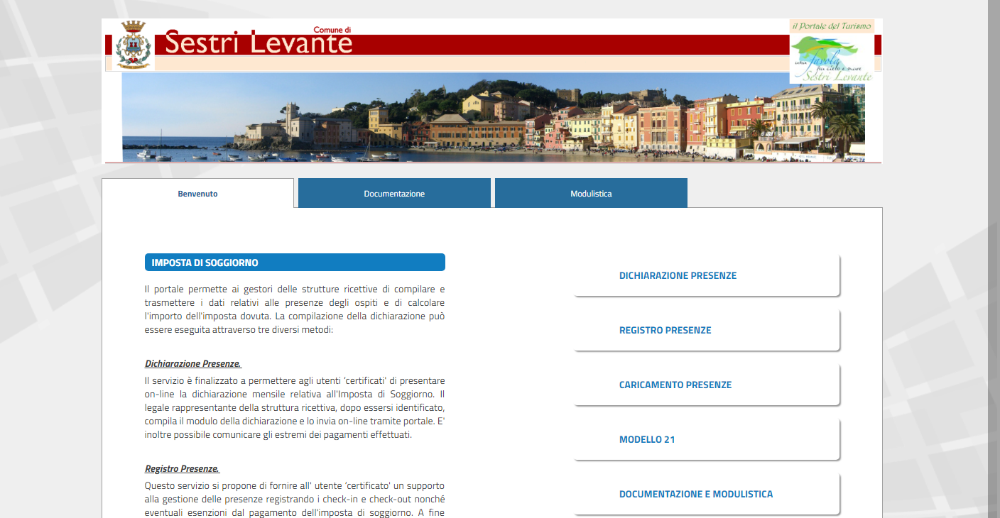 Comune di
Sestri Levante
il Portale del Turismo
una favola
fra cielo e mare
Sestri Levante
Benvenuto
Documentazione
Modulistica
IMPOSTA DI SOGGIORNO
Il portale permette ai gestori delle strutture ricettive di compilare e
trasmettere i dati relativi alle presenze degli ospiti e di calcolare
l'importo dell'imposta dovuta. La compilazione della dichiarazione può
essere eseguita attraverso tre diversi metodi:
Dichiarazione Presenze.
Il servizio è finalizzato a permettere agli utenti 'certificati' di presentare
on-line la dichiarazione mensile relativa all'Imposta di Soggiorno. Il
legale rappresentante della struttura ricettiva, dopo essersi identificato,
compila il modulo della dichiarazione e lo invia on-line tramite portale. E'
inoltre possibile comunicare gli estremi dei pagamenti effettuati.
Registro Presenze.
Questo servizio si propone di fornire all' utente 'certificato' un supporto
alla gestione delle presenze registrando i check-in e check-out nonché
eventuali esenzioni dal pagamento dell'imposta di soggiorno. A fine
DICHIARAZIONE PRESENZE
REGISTRO PRESENZE
CARICAMENTO PRESENZE
MODELLO 21
DOCUMENTAZIONE E MODULISTICA